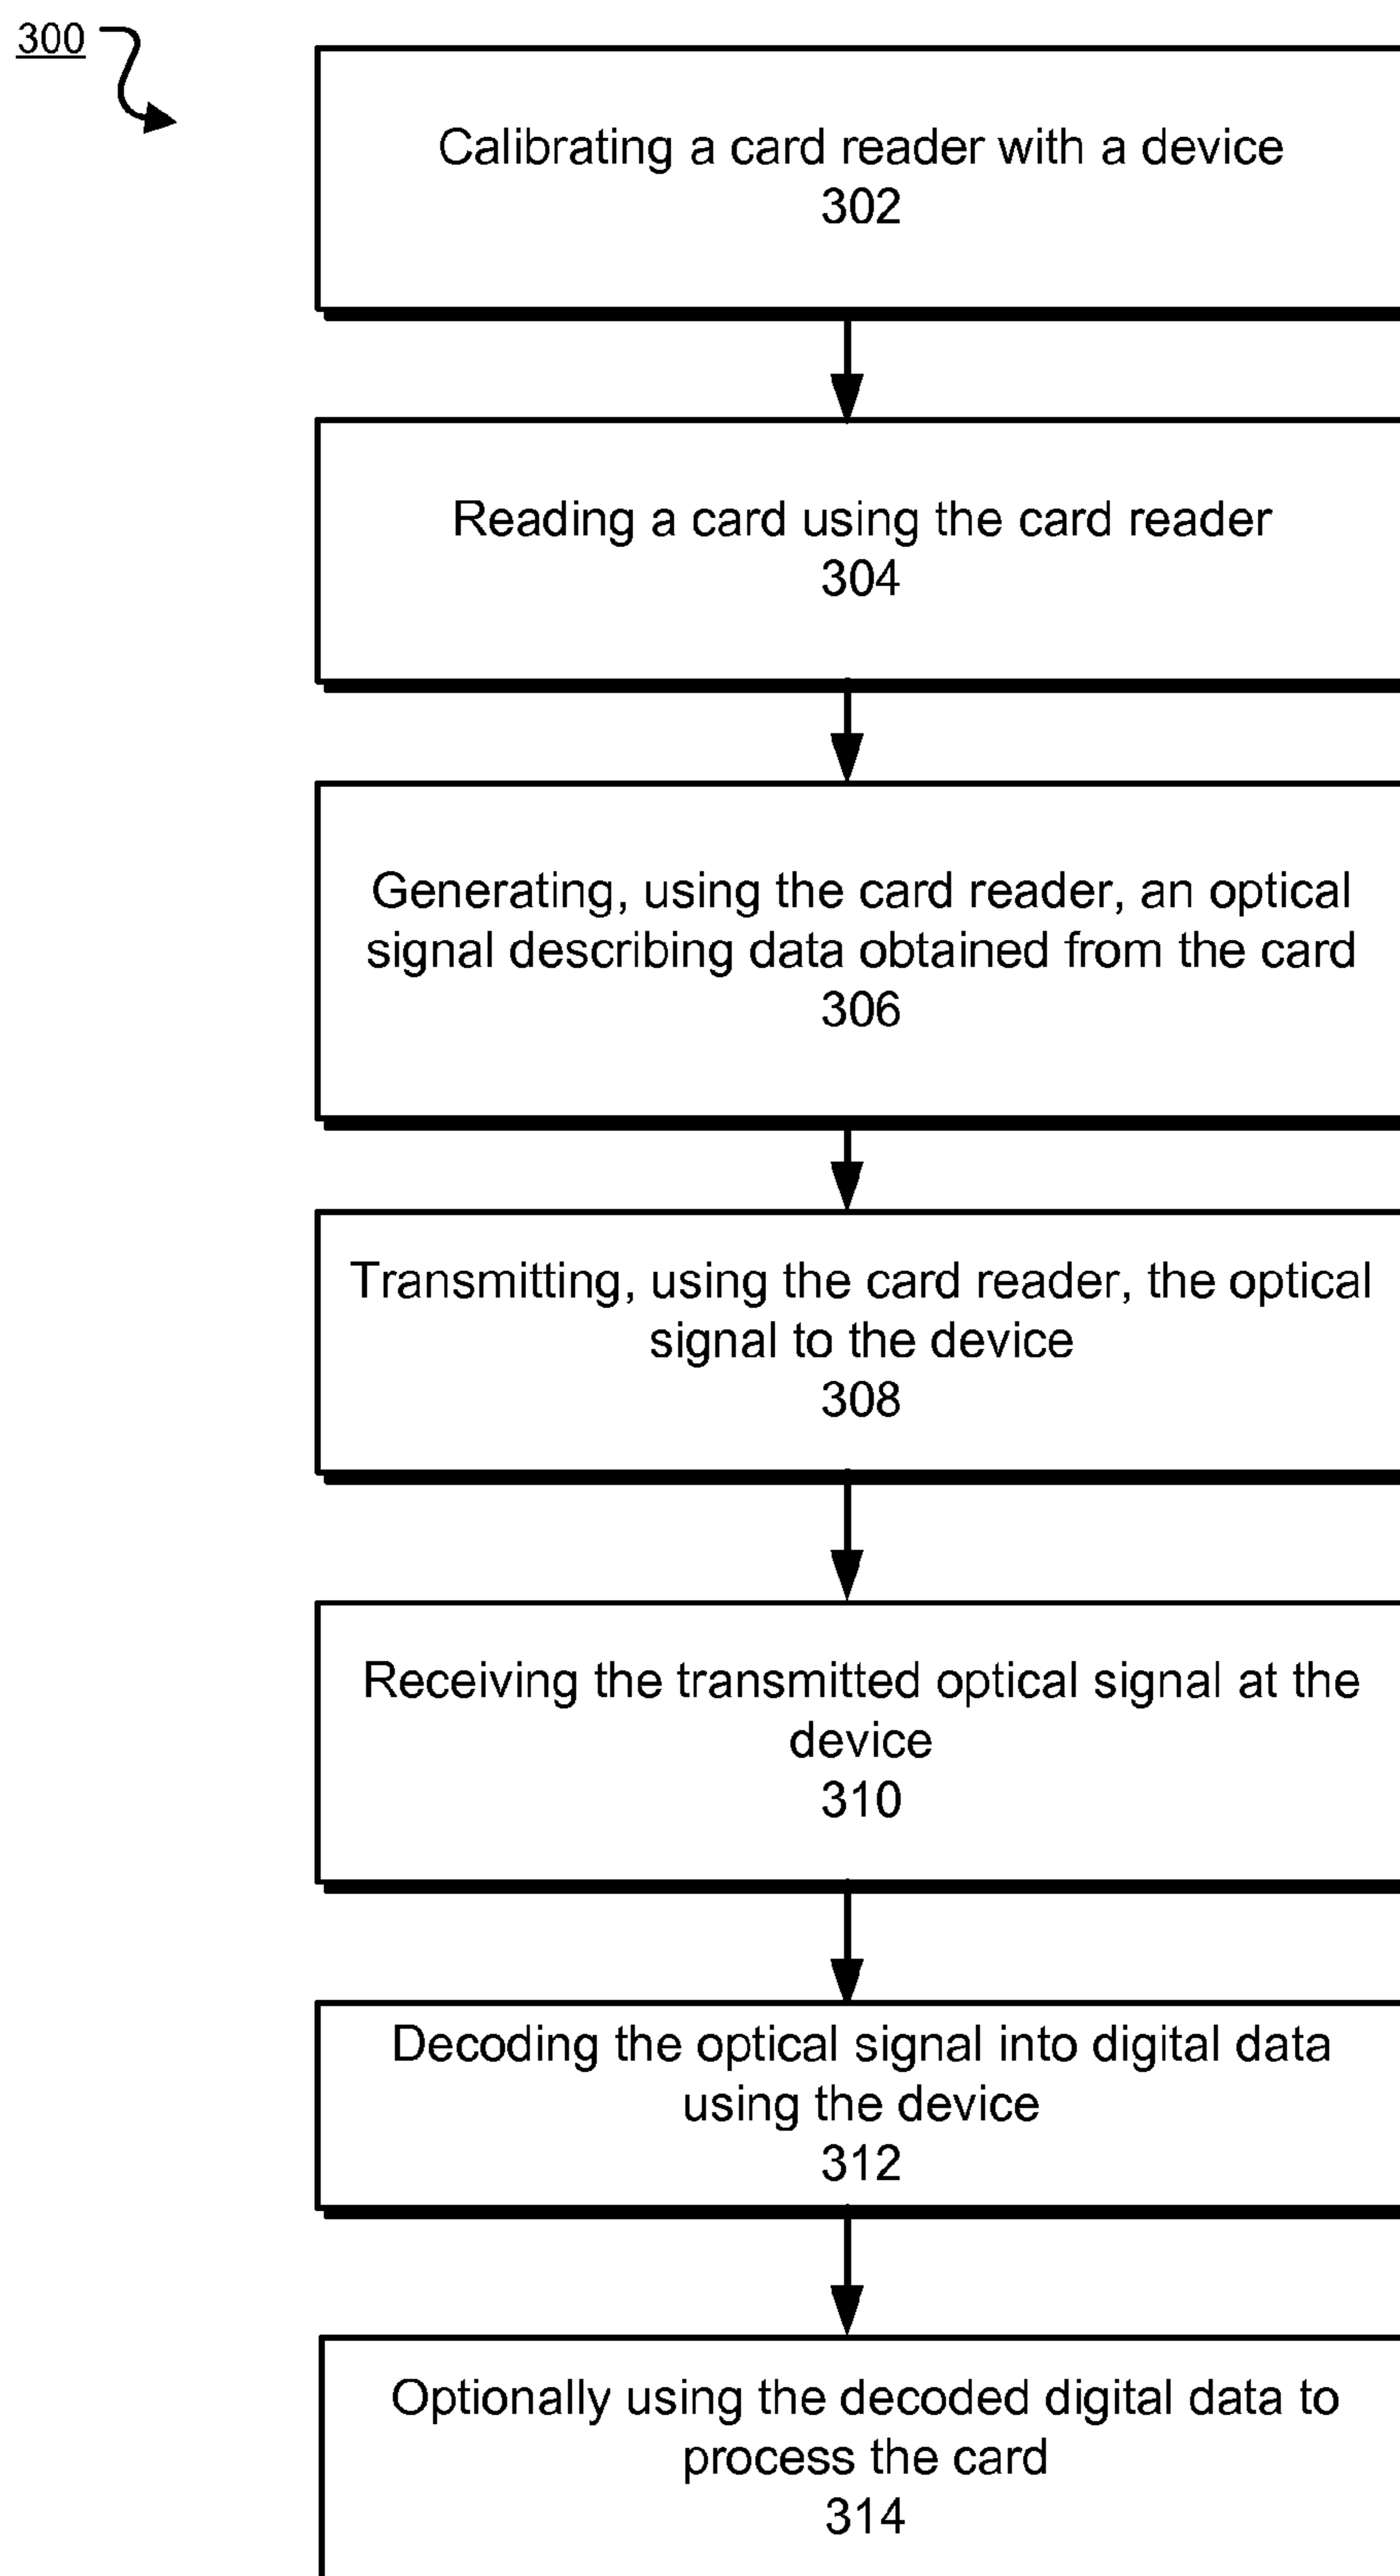 300
Calibrating a card reader with a device
302
Reading a card using the card reader
304
Generating, using the card reader, an optical
signal describing data obtained from the card
306
Transmitting, using the card reader, the optical
signal to the device
308
Receiving the transmitted optical signal at the
device
310
Decoding the optical signal into digital data
using the device
312
Optionally using the decoded digital data to
process the card
314